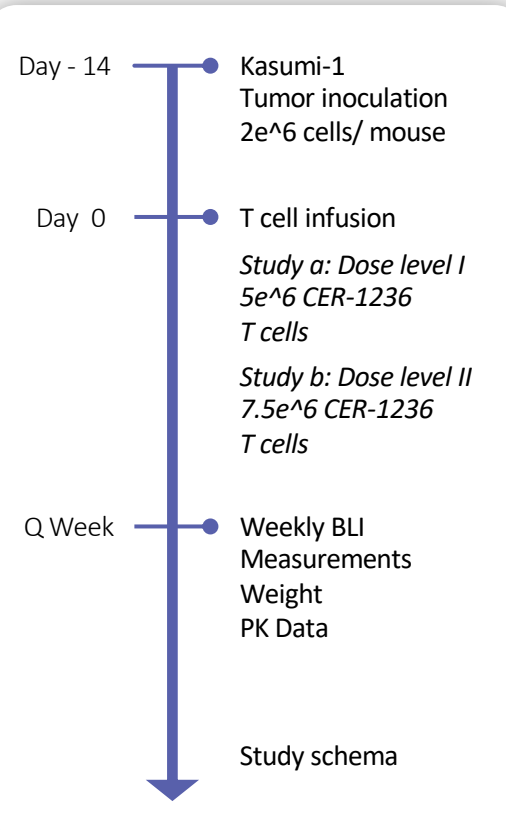 Day - 14
Kasumi-1
Tumor inoculation
2e^6 cells/ mouse
Day 0
T cell infusion
Study a: Dose level I
5e^6 CER-1236
T cells
Study b: Dose level II
7.5e^6 CER-1236
T cells
Q Week
Weekly BLI
Measurements
Weight
PK Data
Study schema